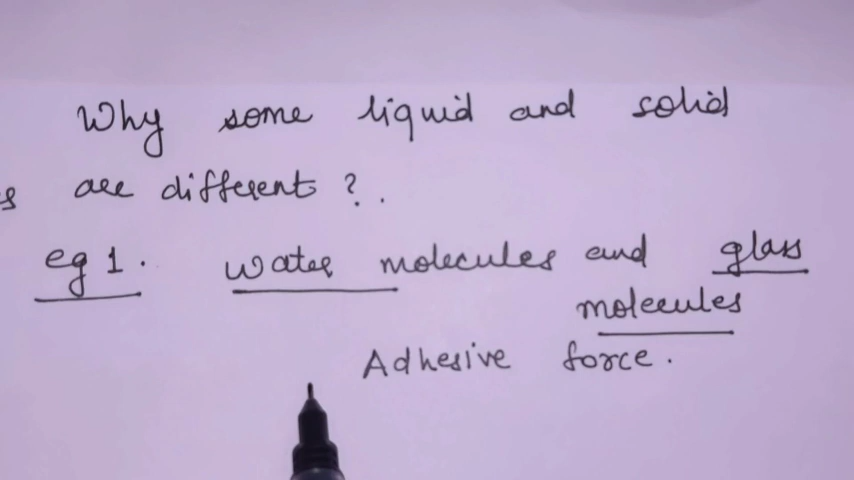 Why some liquid and solid
are different ?.
eg 1. water molecules and glass
molecules
Adhesive force.